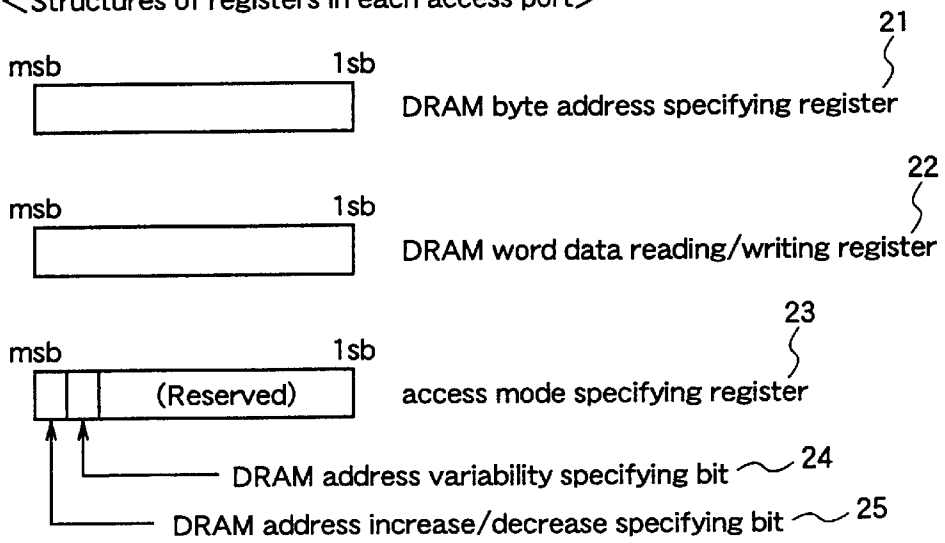 <Structures of registers in each access port>
21
msb 1sb
DRAM byte address specifying register
22
msb 1sb
DRAM word data reading/writing register
23
msb 1sb
(Reserved) access mode specifying register
DRAM address variability specifying bit 24
DRAM address increase/decrease specifying bit 25